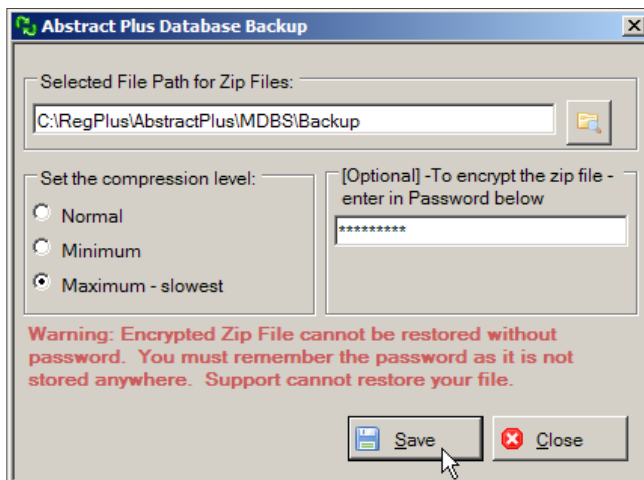 Abstract Plus Database Backup
Selected File Path for Zip Files:
C:\RegPlus\AbstractPlus\MDBS\Backup
Set the compression level:
Normal
Minimum
Maximum - slowest
[Optional] -To encrypt the zip file -
enter in Password below
*********
Warning: Encrypted Zip File cannot be restored without
password.  You must remember the password as it is not
stored anywhere.  Support cannot restore your file.
Save
Close